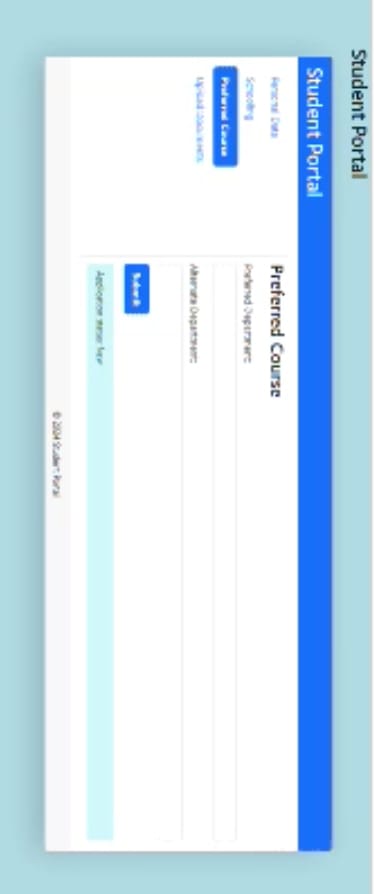 Student Portal
Student Portal
Personal Data
Schooling
Preferred Course
Upload Documents
Preferred Course
Preferred Department
Alternate Department
Submit
Application status: New
© 2024 Student Portal